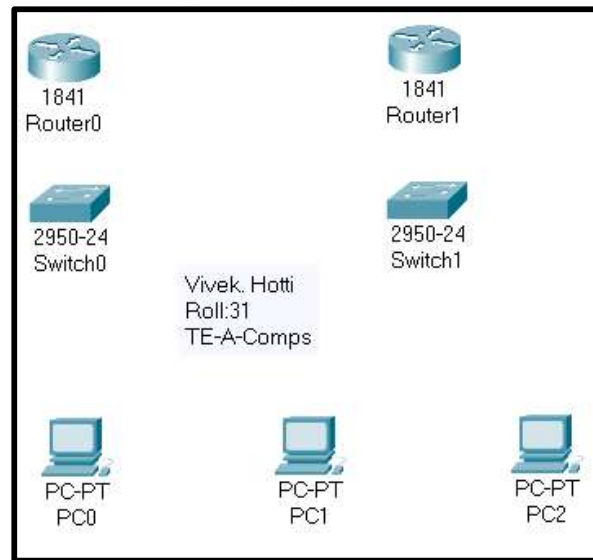 1841
Router0
1841
Router1
2950-24
Switch0
2950-24
Switch1
Vivek. Hotti
Roll:31
TE-A-Comps
PC-PT
PC0
PC-PT
PC1
PC-PT
PC2